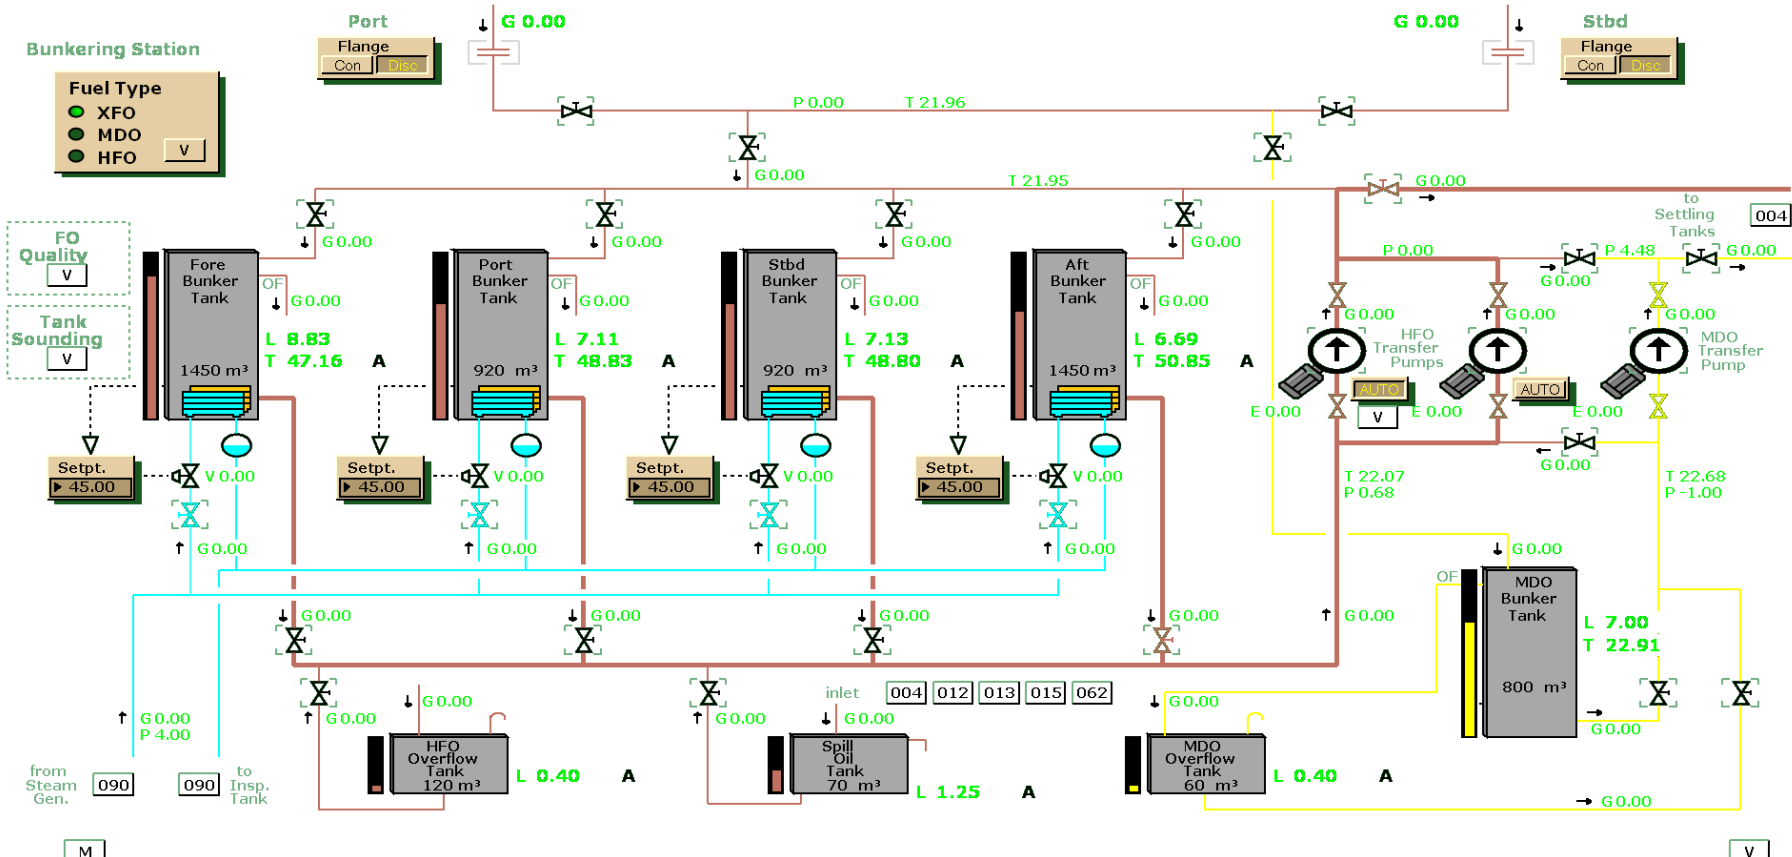 Port
G 0.00
G 0.00
Stbd
Bunkering Station
Flange
Con Disc
Flange
Con Disc
Fuel Type
XFO
MDO
HFO
V
P 0.00
T 21.96
G 0.00
T 21.95
G 0.00
to
Settling
Tanks
004
FO
Quality
V
Tank
Sounding
V
Fore
Bunker
Tank
1450 m³
G 0.00
OF
G 0.00
L 8.83
T 47.16
A
Port
Bunker
Tank
920 m³
G 0.00
OF
G 0.00
L 7.11
T 48.83
A
Stbd
Bunker
Tank
920 m³
G 0.00
OF
G 0.00
L 7.13
T 48.80
A
Aft
Bunker
Tank
1450 m³
G 0.00
OF
G 0.00
L 6.69
T 50.85
A
P 0.00
P 4.48
G 0.00
G 0.00
G 0.00
G 0.00
G 0.00
HFO
Transfer
Pumps
MDO
Transfer
Pump
AUTO
V
AUTO
E 0.00
E 0.00
E 0.00
G 0.00
Setpt.
45.00
V 0.00
Setpt.
45.00
V 0.00
Setpt.
45.00
V 0.00
Setpt.
45.00
V 0.00
T 22.07
P 0.68
T 22.68
P -1.00
G 0.00
G 0.00
G 0.00
G 0.00
G 0.00
OF
MDO
Bunker
Tank
800 m³
L 7.00
T 22.91
G 0.00
G 0.00
G 0.00
G 0.00
G 0.00
G 0.00
G 0.00
P 4.00
from
Steam
Gen.
090
090
to
Insp.
Tank
G 0.00
G 0.00
HFO
Overflow
Tank
120 m³
L 0.40
A
inlet
004 012 013 015 062
G 0.00
G 0.00
Spill
Oil
Tank
70 m³
L 1.25
A
G 0.00
MDO
Overflow
Tank
60 m³
L 0.40
A
G 0.00
M
V